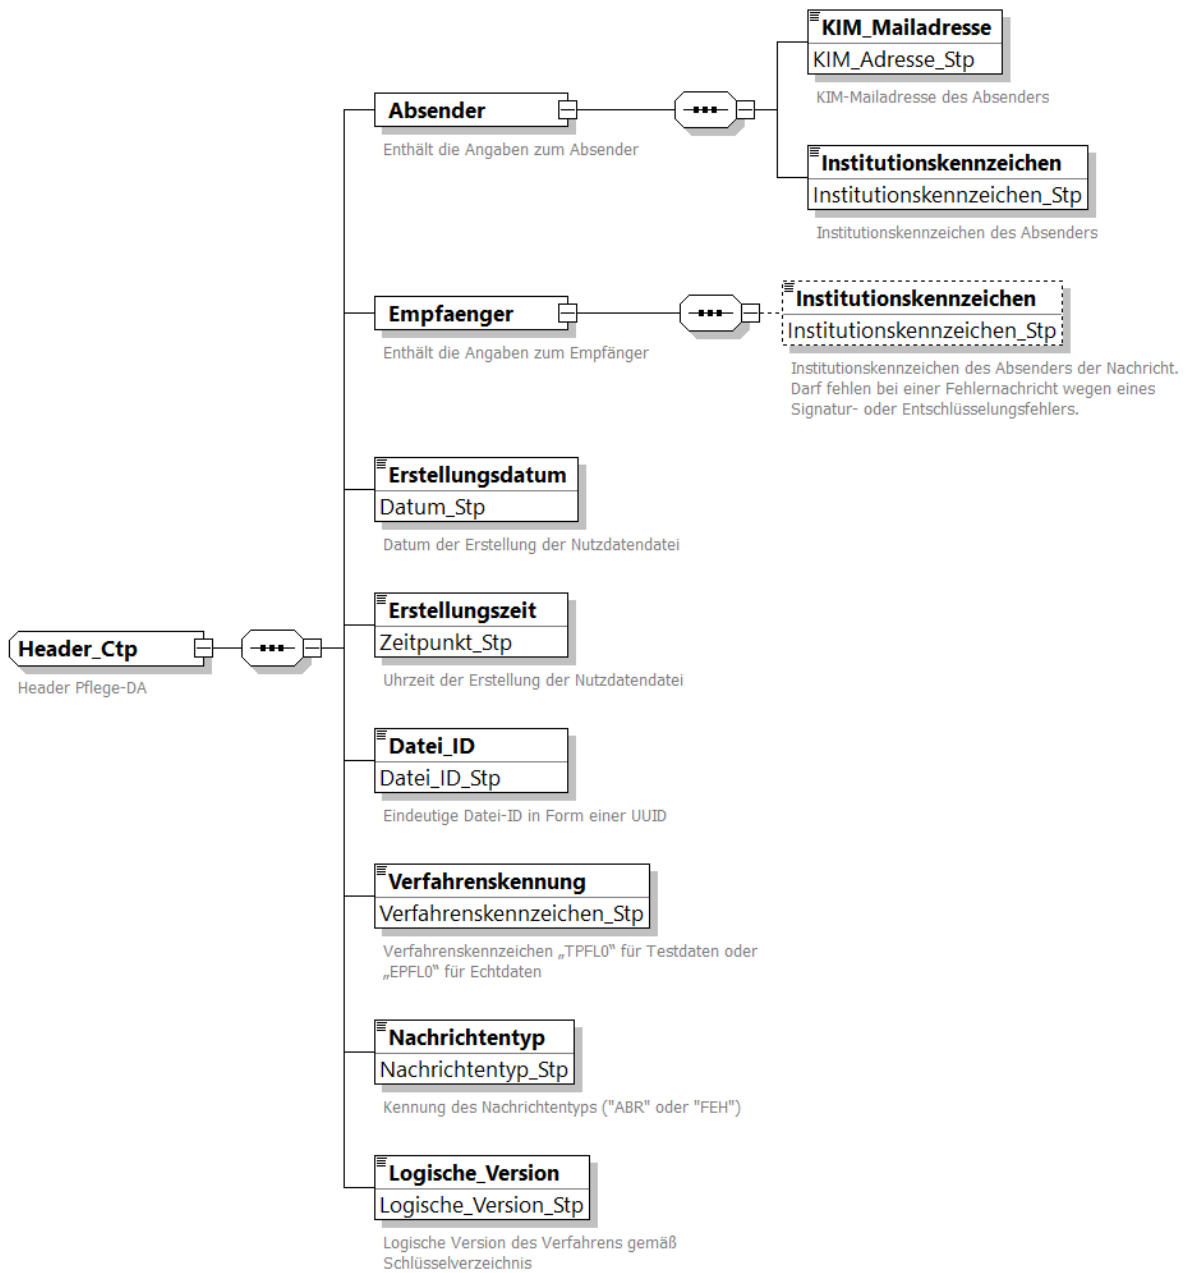 KIM_Mailadresse
KIM_Adresse_Stp
KIM-Mailadresse des Absenders
Absender
Enthält die Angaben zum Absender
Institutionskennzeichen
Institutionskennzeichen_Stp
Institutionskennzeichen des Absenders
Empfaenger
Enthält die Angaben zum Empfänger
Institutionskennzeichen
Institutionskennzeichen_Stp
Institutionskennzeichen des Absenders der Nachricht.
Darf fehlen bei einer Fehlernachricht wegen eines
Signatur- oder Entschlüsselungsfehlers.
Erstellungsdatum
Datum_Stp
Datum der Erstellung der Nutzdatendatei
Erstellungszeit
Zeitpunkt_Stp
Uhrzeit der Erstellung der Nutzdatendatei
Header_Ctp
Header Pflege-DA
Datei_ID
Datei_ID_Stp
Eindeutige Datei-ID in Form einer UUID
Verfahrenskennung
Verfahrenskennzeichen_Stp
Verfahrenskennzeichen „TPFL0“ für Testdaten oder
„EPFL0“ für Echtdaten
Nachrichtentyp
Nachrichtentyp_Stp
Kennung des Nachrichtentyps ("ABR" oder "FEH")
Logische_Version
Logische_Version_Stp
Logische Version des Verfahrens gemäß
Schlüsselverzeichnis